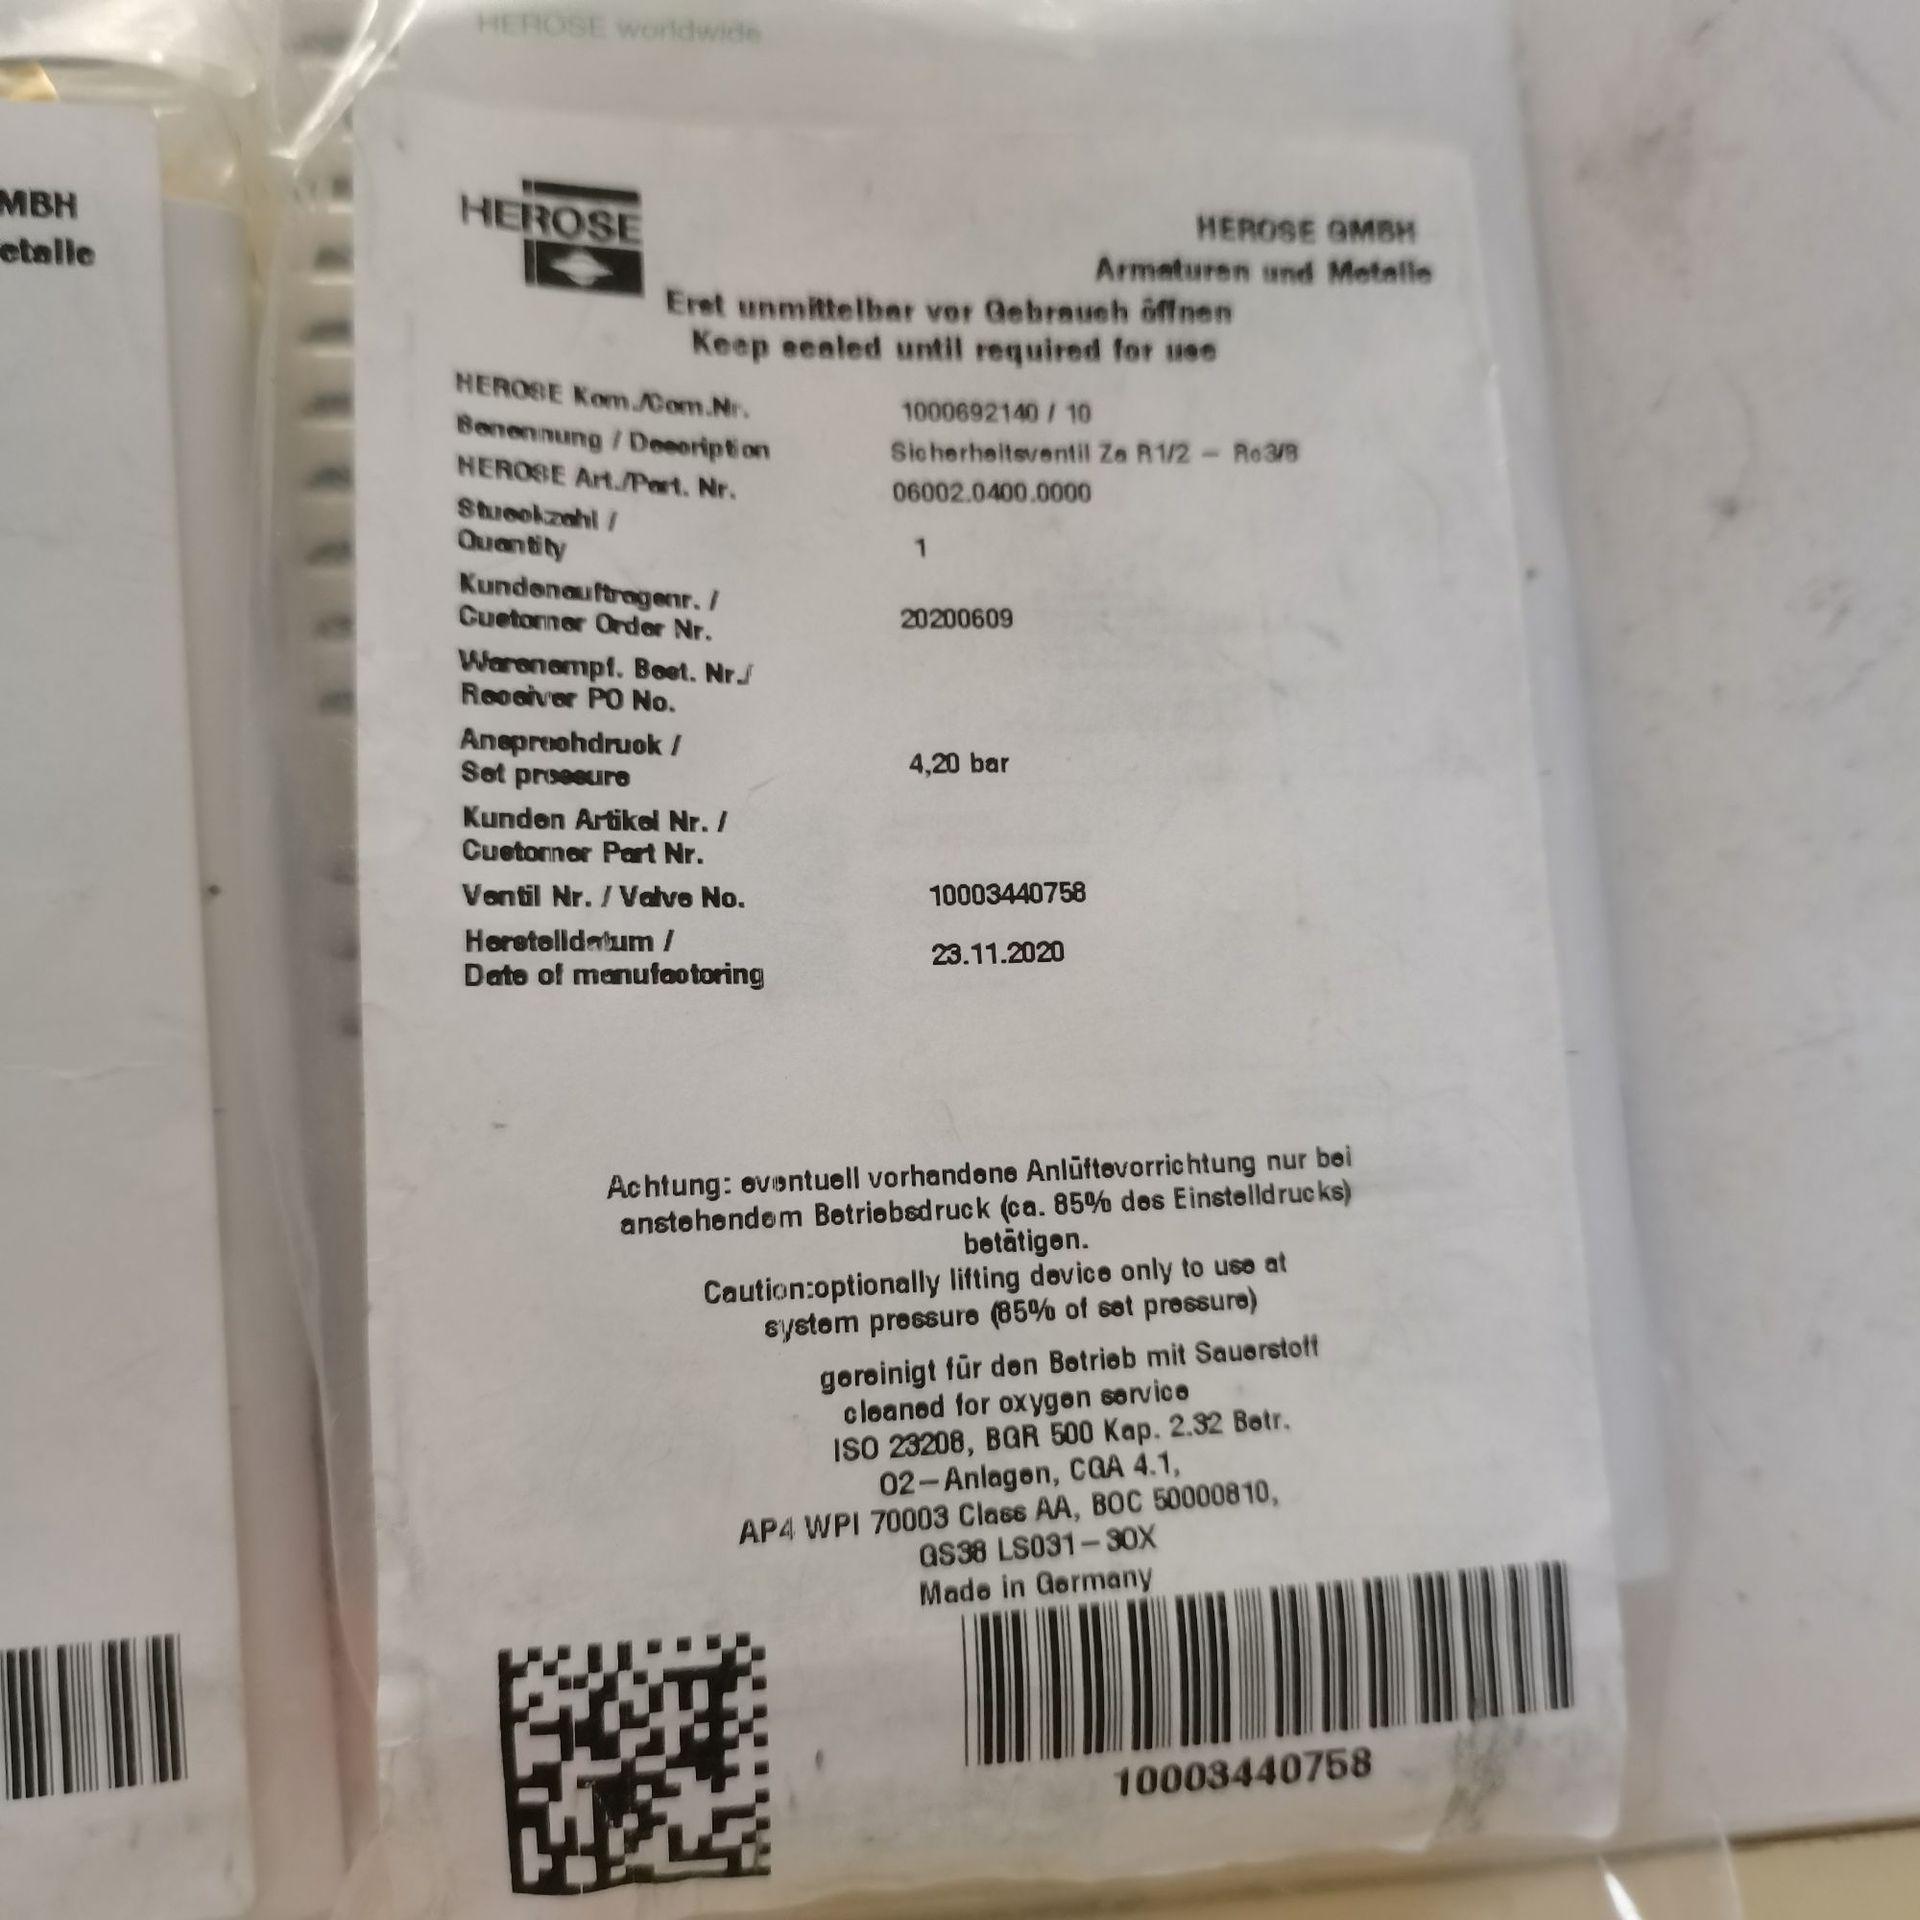 HEROSE worldwide
MBH
etalle
HEROSE
HEROSE GMBH
Armaturen und Metalle
Erst unmittelbar vor Gebrauch öffnen
Keep sealed until required for use
HEROSE Kom./Com.Nr. 1000692140 / 10
Benennung / Description Sicherheitsventil Ze R1/2 – Rc3/8
HEROSE Art./Part. Nr. 06002.0400.0000
Stueckzahl /
Quantity 1
Kundenauftragsnr. /
Customer Order Nr. 20200609
Warenempf. Best. Nr./
Receiver PO No.
Ansprechdruck /
Set pressure 4,20 bar
Kunden Artikel Nr. /
Customer Part Nr.
Ventil Nr. / Valve No. 10003440758
Herstelldatum /
Date of manufactoring 23.11.2020
Achtung: eventuell vorhandene Anlüftevorrichtung nur bei
anstehendem Betriebsdruck (ca. 85% des Einstelldrucks)
betätigen.
Caution:optionally lifting device only to use at
system pressure (85% of set pressure)
gereinigt für den Betrieb mit Sauerstoff
cleaned for oxygen service
ISO 23208, BGR 500 Kap. 2.32 Betr.
O2–Anlagen, CGA 4.1,
AP4 WPI 70003 Class AA, BOC 50000810,
GS38 LS031–30X
Made in Germany
10003440758